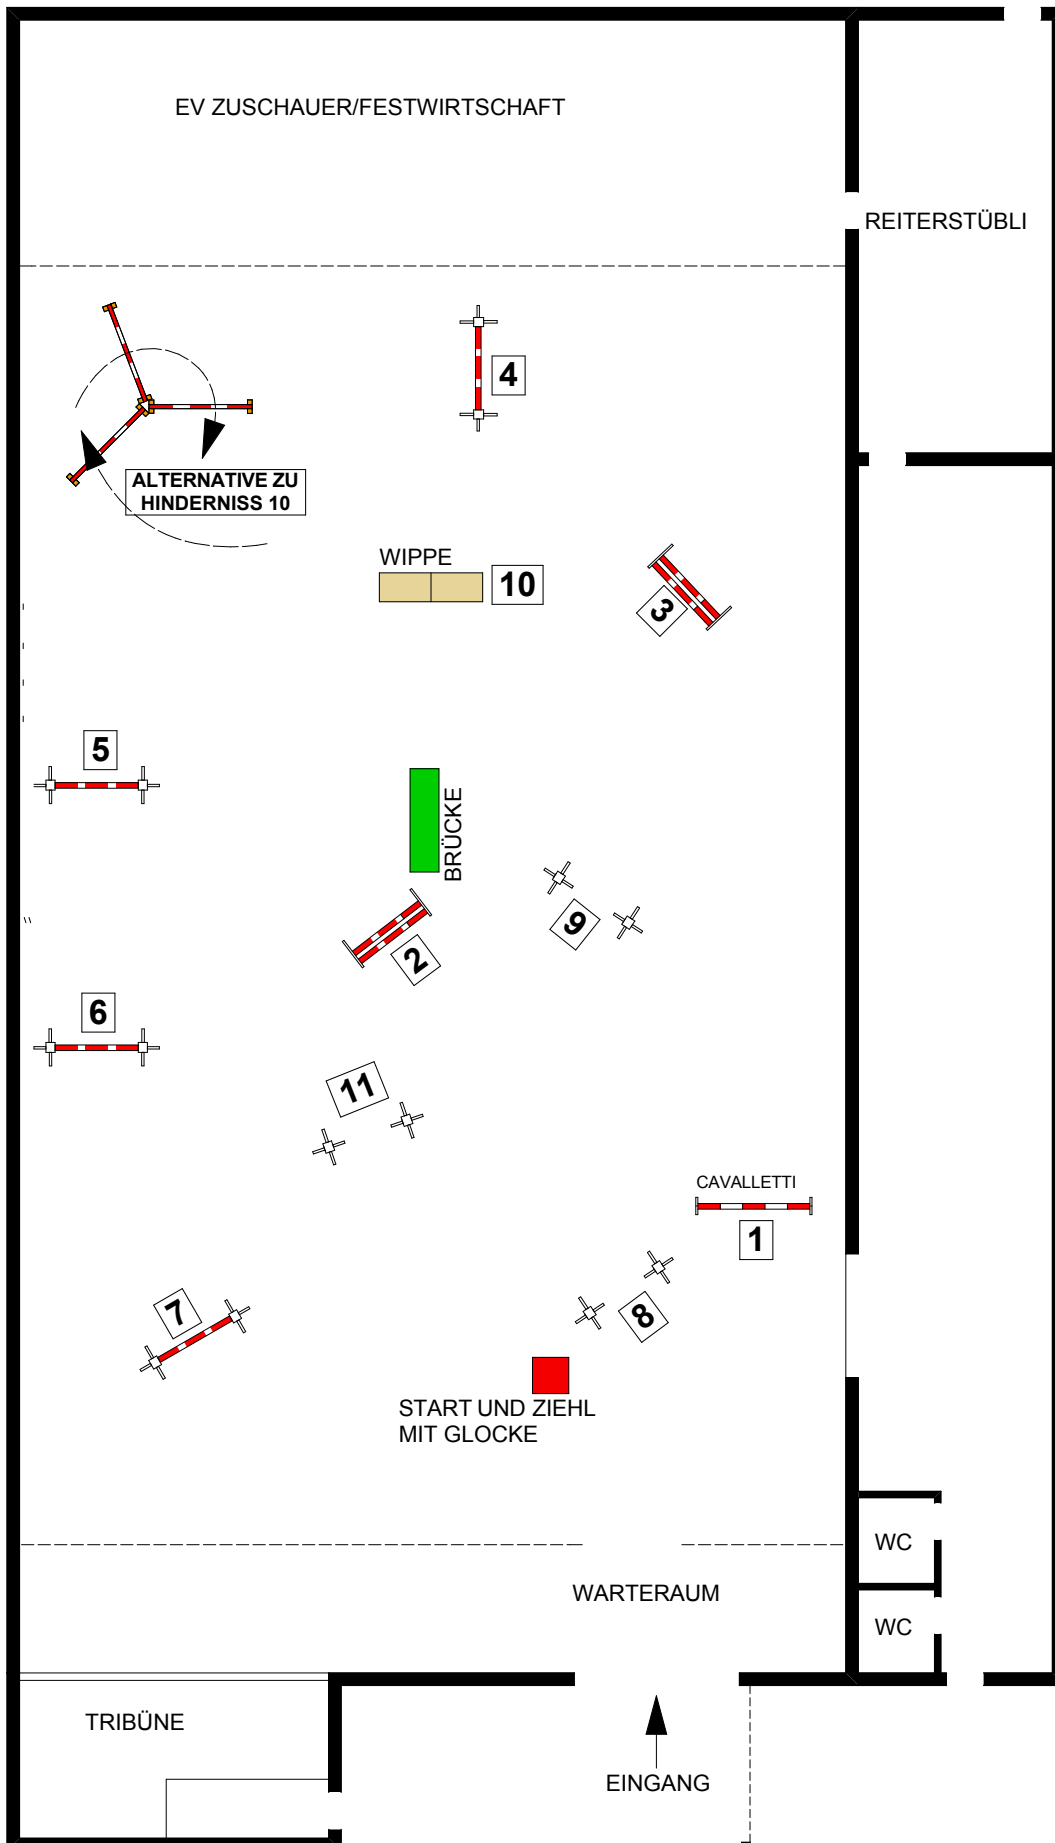 EV ZUSCHAUER/FESTWIRTSCHAFT
REITERSTÜBLI
4
ALTERNATIVE ZU
HINDERNISS 10
WIPPE
10
3
5
BRÜCKE
9
2
6
11
CAVALLETTI
1
7
8
START UND ZIEHL
MIT GLOCKE
WC
WARTERAUM
WC
TRIBÜNE
EINGANG